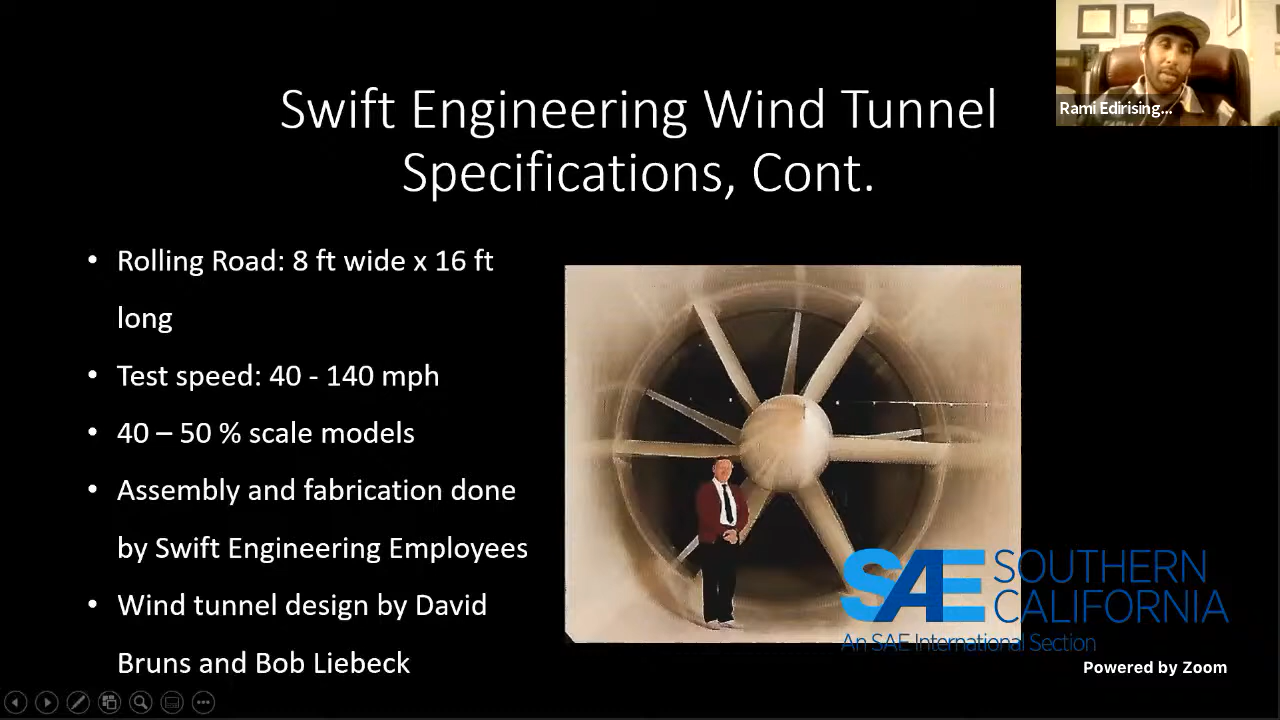 Swift Engineering Wind Tunnel
Specifications, Cont.
Rami Edirising...
• Rolling Road: 8 ft wide x 16 ft
long
• Test speed: 40 - 140 mph
• 40 – 50 % scale models
• Assembly and fabrication done
by Swift Engineering Employees
• Wind tunnel design by David
Bruns and Bob Liebeck
SAE SOUTHERN
CALIFORNIA
An SAE International Section
Powered by Zoom